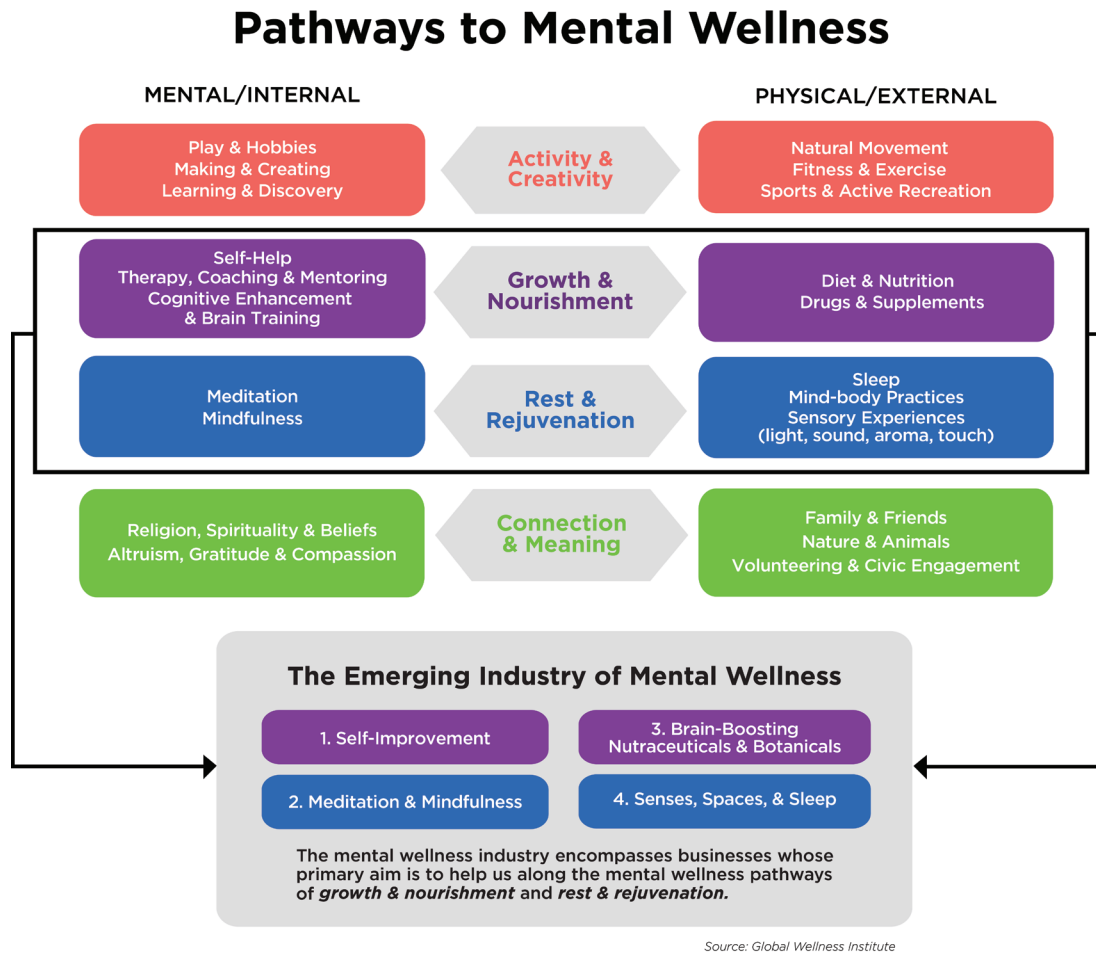 Pathways to Mental Wellness
MENTAL/INTERNAL
PHYSICAL/EXTERNAL
Play & Hobbies
Making & Creating
Learning & Discovery
Activity &
Creativity
Natural Movement
Fitness & Exercise
Sports & Active Recreation
Self-Help
Therapy, Coaching & Mentoring
Cognitive Enhancement
& Brain Training
Growth &
Nourishment
Diet & Nutrition
Drugs & Supplements
Meditation
Mindfulness
Rest &
Rejuvenation
Sleep
Mind-body Practices
Sensory Experiences
(light, sound, aroma, touch)
Religion, Spirituality & Beliefs
Altruism, Gratitude & Compassion
Connection
& Meaning
Family & Friends
Nature & Animals
Volunteering & Civic Engagement
The Emerging Industry of Mental Wellness
1. Self-Improvement
2. Meditation & Mindfulness
3. Brain-Boosting
Nutraceuticals & Botanicals
4. Senses, Spaces, & Sleep
The mental wellness industry encompasses businesses whose
primary aim is to help us along the mental wellness pathways
of growth & nourishment and rest & rejuvenation.
Source: Global Wellness Institute